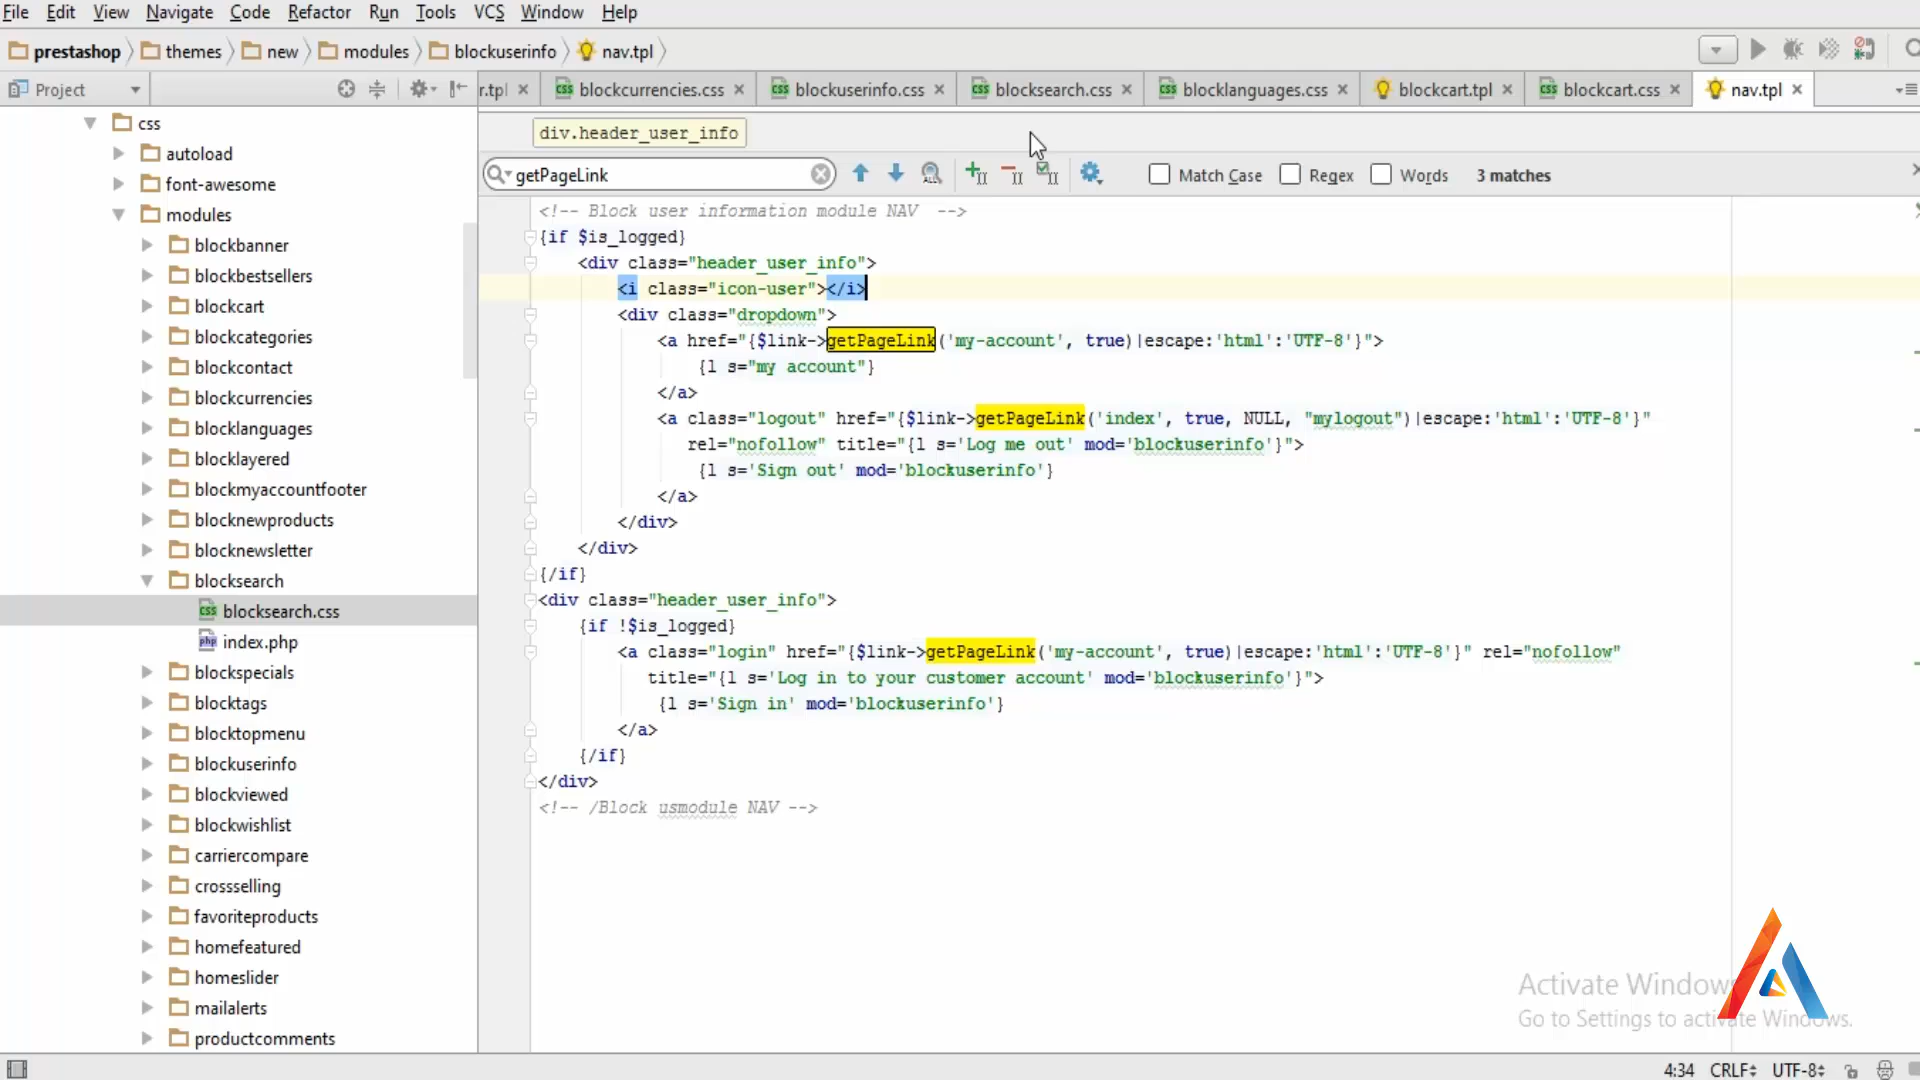 File Edit View Navigate Code Refactor Run Tools VCS Window Help
prestashop themes new modules blockuserinfo nav.tpl
Project
r.tpl blockcurrencies.css blockuserinfo.css blocksearch.css blocklanguages.css blockcart.tpl blockcart.css nav.tpl
div.header_user_info
getPageLink Match Case Regex Words 3 matches
css
autoload
font-awesome
modules
blockbanner
blockbestsellers
blockcart
blockcategories
blockcontact
blockcurrencies
blocklanguages
blocklayered
blockmyaccountfooter
blocknewproducts
blocknewsletter
blocksearch
blocksearch.css
index.php
blockspecials
blocktags
blocktopmenu
blockuserinfo
blockviewed
blockwishlist
carriercompare
crossselling
favoriteproducts
homefeatured
homeslider
mailalerts
productcomments
<!-- Block user information module NAV  -->
{if $is_logged}
<div class="header_user_info">
<i class="icon-user"></i>
<div class="dropdown">
<a href="{$link->getPageLink('my-account', true)|escape:'html':'UTF-8'}">
{l s="my account"}
</a>
<a class="logout" href="{$link->getPageLink('index', true, NULL, "mylogout")|escape:'html':'UTF-8'}"
rel="nofollow" title="{l s='Log me out' mod='blockuserinfo'}">
{l s='Sign out' mod='blockuserinfo'}
</a>
</div>
</div>
{/if}
<div class="header_user_info">
{if !$is_logged}
<a class="login" href="{$link->getPageLink('my-account', true)|escape:'html':'UTF-8'}" rel="nofollow"
title="{l s='Log in to your customer account' mod='blockuserinfo'}">
{l s='Sign in' mod='blockuserinfo'}
</a>
{/if}
</div>
<!-- /Block usmodule NAV -->
Activate Windows
Go to Settings to activate Windows.
4:34 CRLF UTF-8